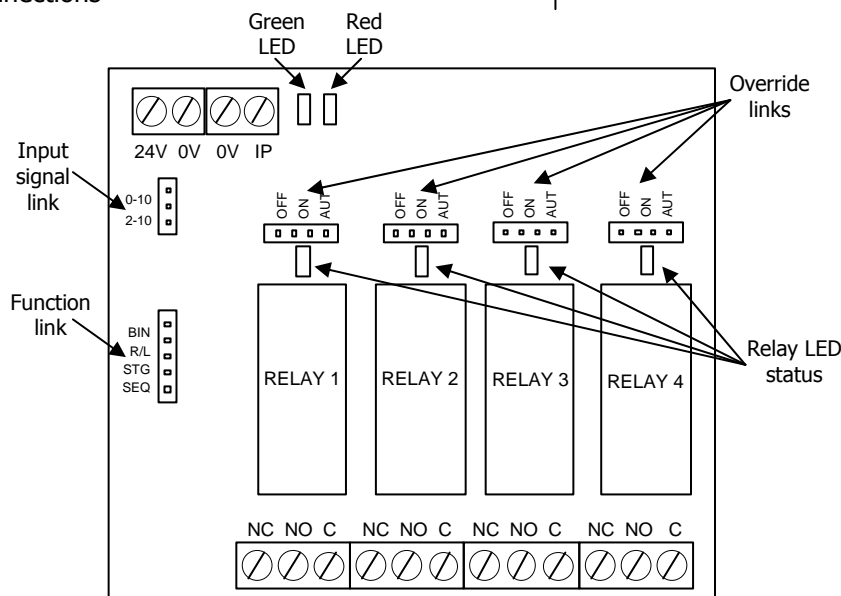 Green LED
Red LED
Override links
24V 0V 0V IP
Input signal link
0-10
2-10
OFF ON AUT
OFF ON AUT
OFF ON AUT
OFF ON AUT
Function link
BIN
R/L
STG
SEQ
RELAY 1
RELAY 2
RELAY 3
RELAY 4
Relay LED status
NC NO C
NC NO C
NC NO C
NC NO C